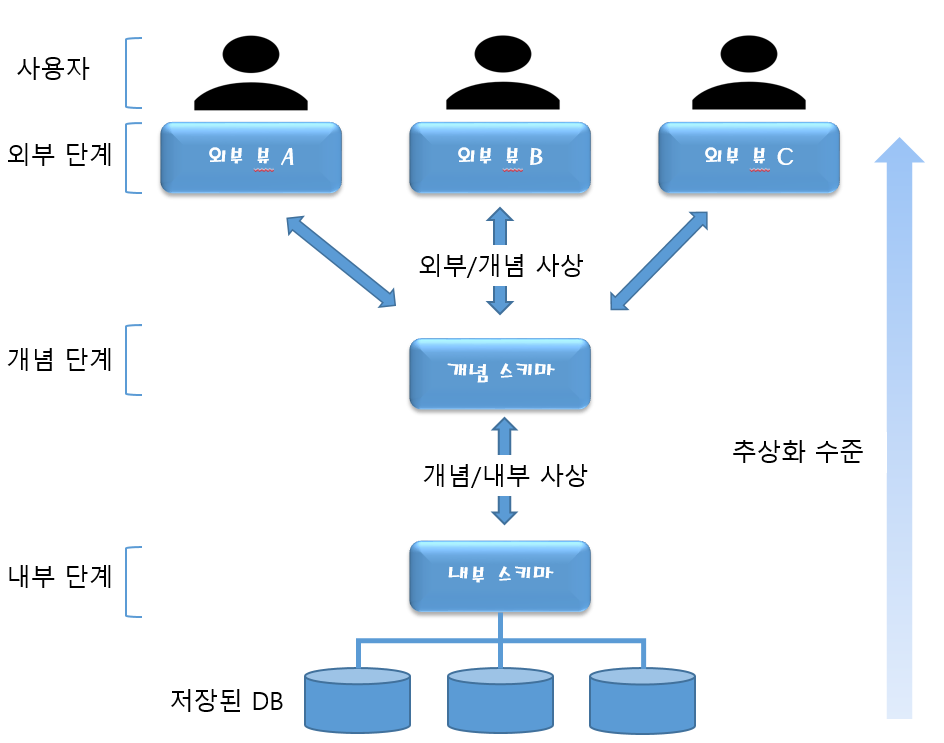 사용자
외부 단계
외부 뷰 A
외부 뷰 B
외부 뷰 C
외부/개념 사상
개념 단계
개념 스키마
추상화 수준
개념/내부 사상
내부 단계
내부 스키마
저장된 DB